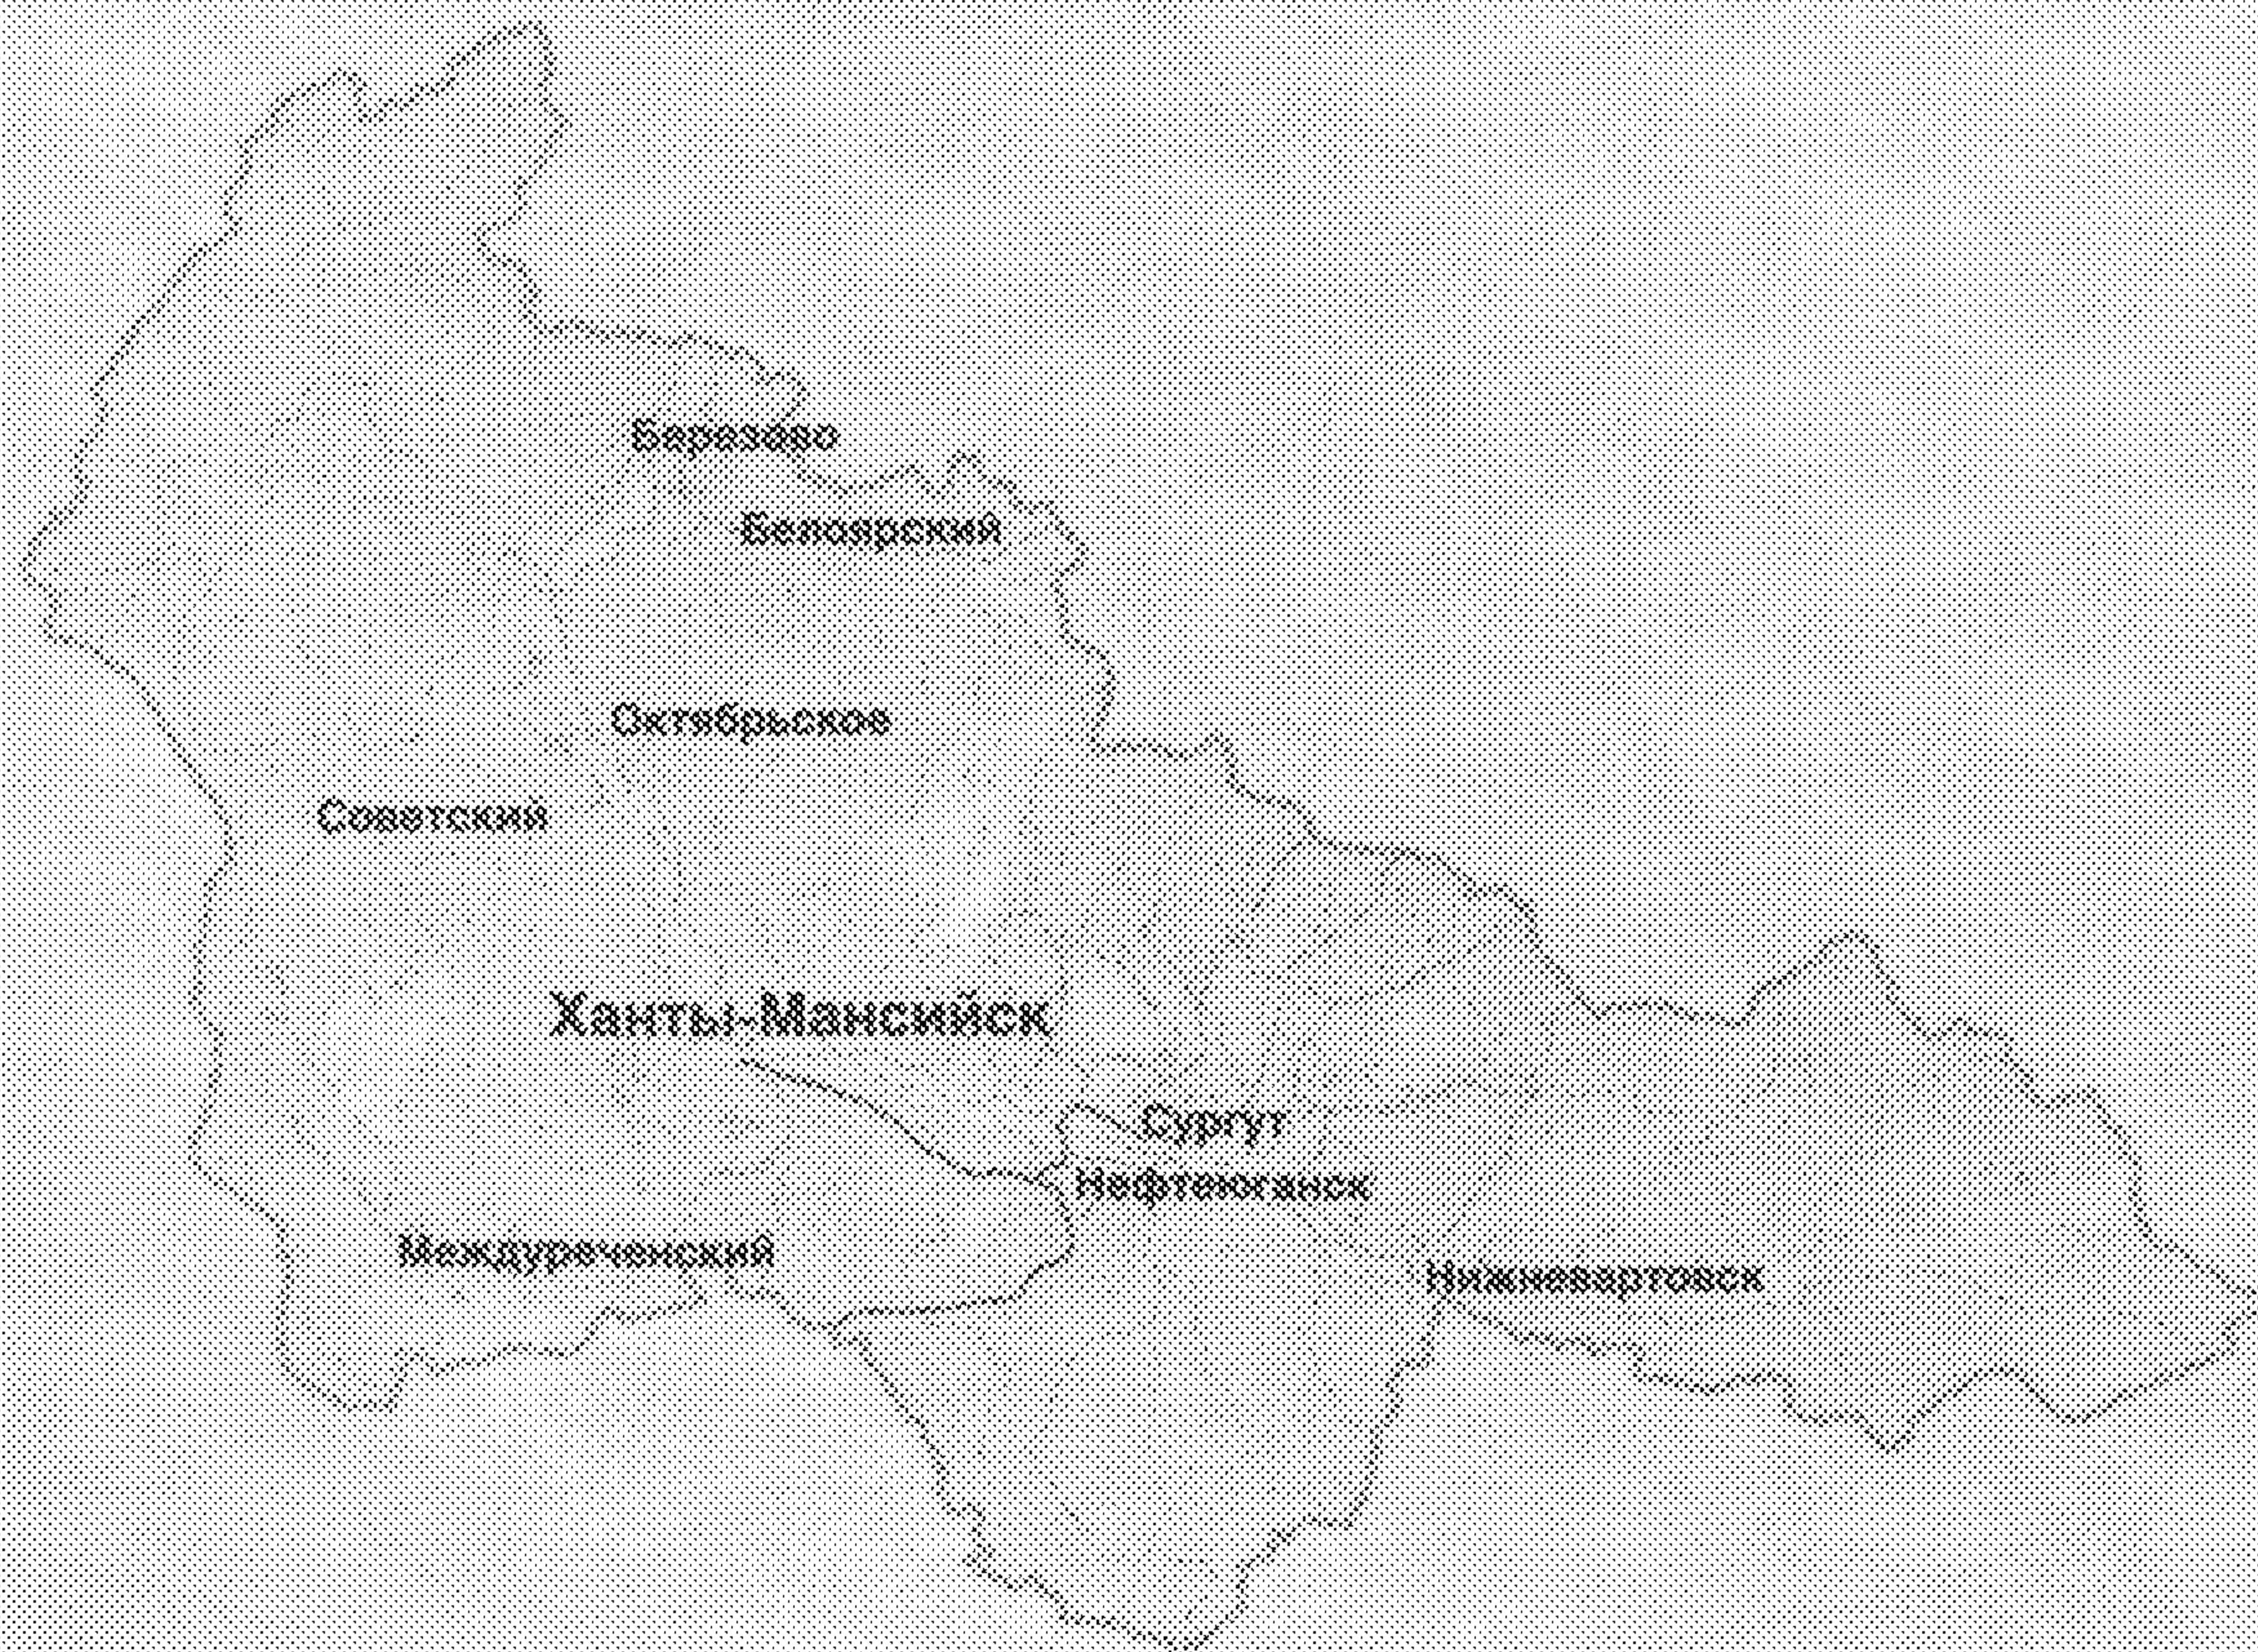 Березово
Белоярский
Октябрьское
Советский
Ханты-Мансийск
Сургут
Нефтеюганск
Междуреченский
Нижневартовск